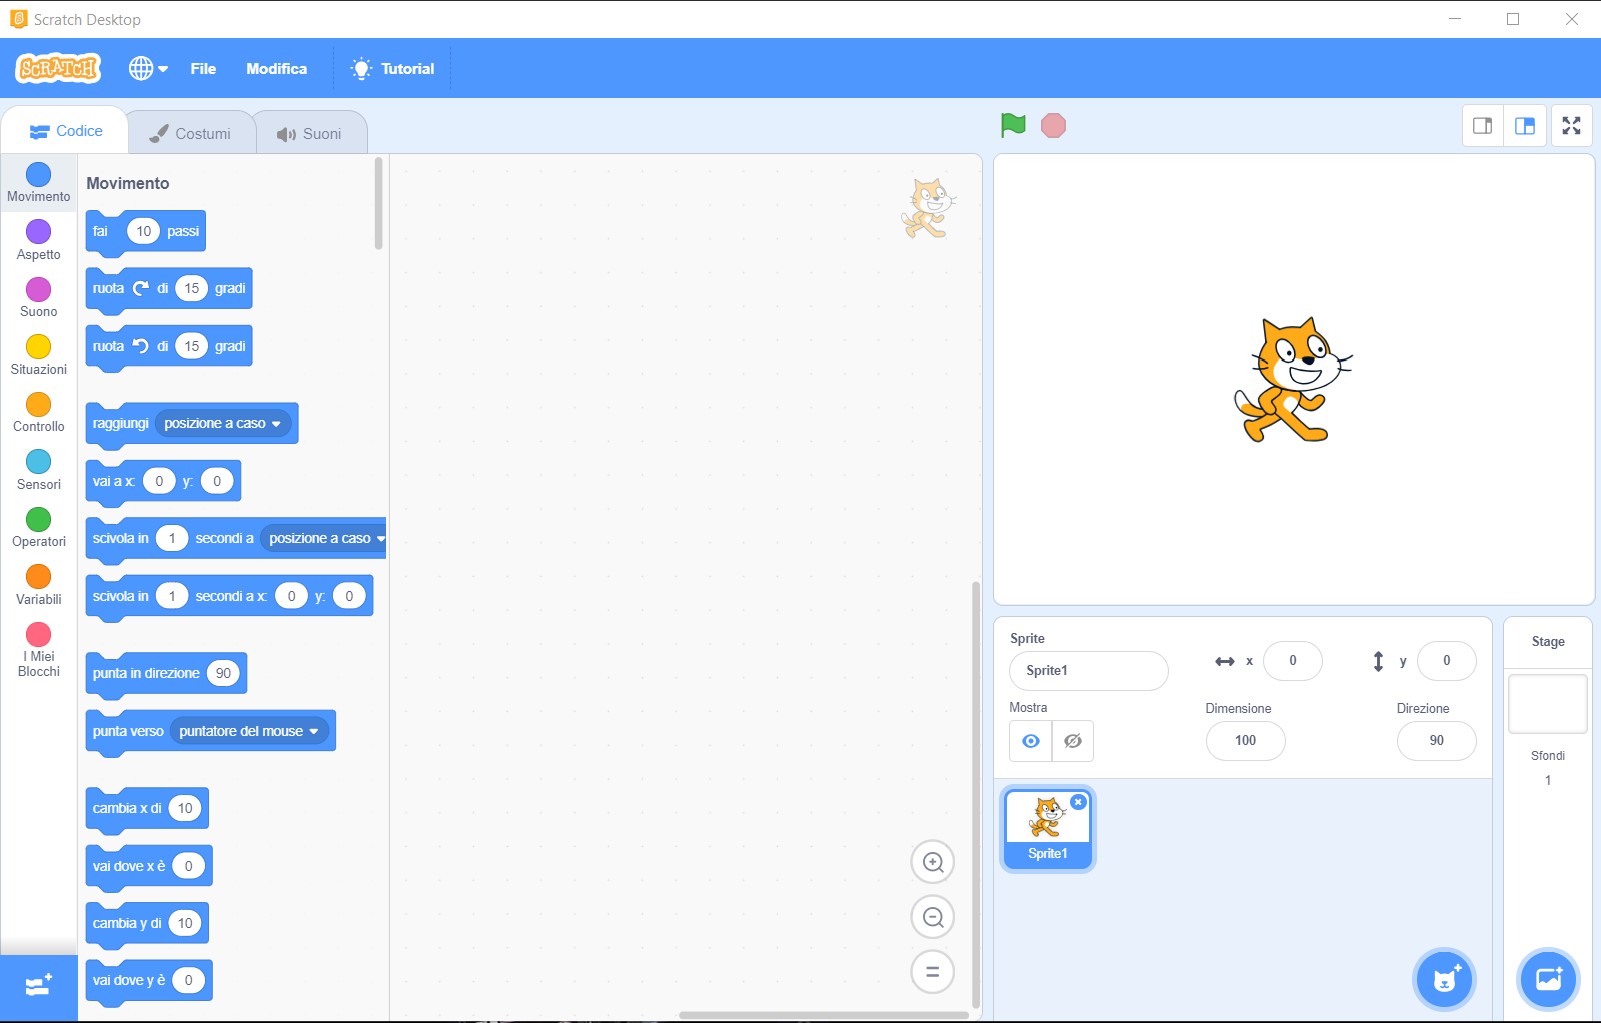 Scratch Desktop
SCRATCH
File
Modifica
Tutorial
Codice
Costumi
Suoni
Movimento
Aspetto
Suono
Situazioni
Controllo
Sensori
Operatori
Variabili
I Miei
Blocchi
Movimento
fai 10 passi
ruota di 15 gradi
ruota di 15 gradi
raggiungi posizione a caso
vai a x: 0 y: 0
scivola in 1 secondi a posizione a caso
scivola in 1 secondi a x: 0 y: 0
punta in direzione 90
punta verso puntatore del mouse
cambia x di 10
vai dove x è 0
cambia y di 10
vai dove y è 0
Sprite
Sprite1
x 0
y 0
Mostra
Dimensione
100
Direzione
90
Sprite1
Stage
Sfondi
1